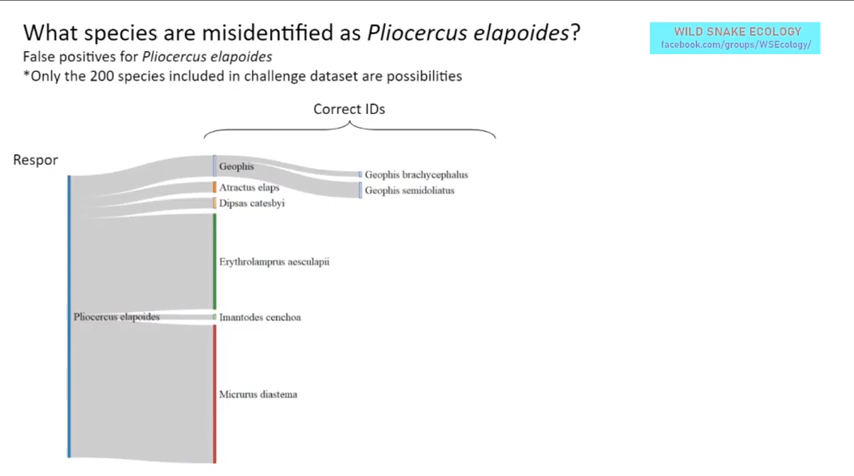 What species are misidentified as Pliocercus elapoides?
False positives for Pliocercus elapoides
*Only the 200 species included in challenge dataset are possibilities
WILD SNAKE ECOLOGY
facebook.com/groups/WSEcology/
Correct IDs
Respor
Geophis
Geophis brachycephalus
Atractus elaps
Geophis semidoliatus
Dipsas catesbyi
Erythrolamprus aesculapii
Pliocercus elapoides
Imantodes cenchoa
Micrurus diastema